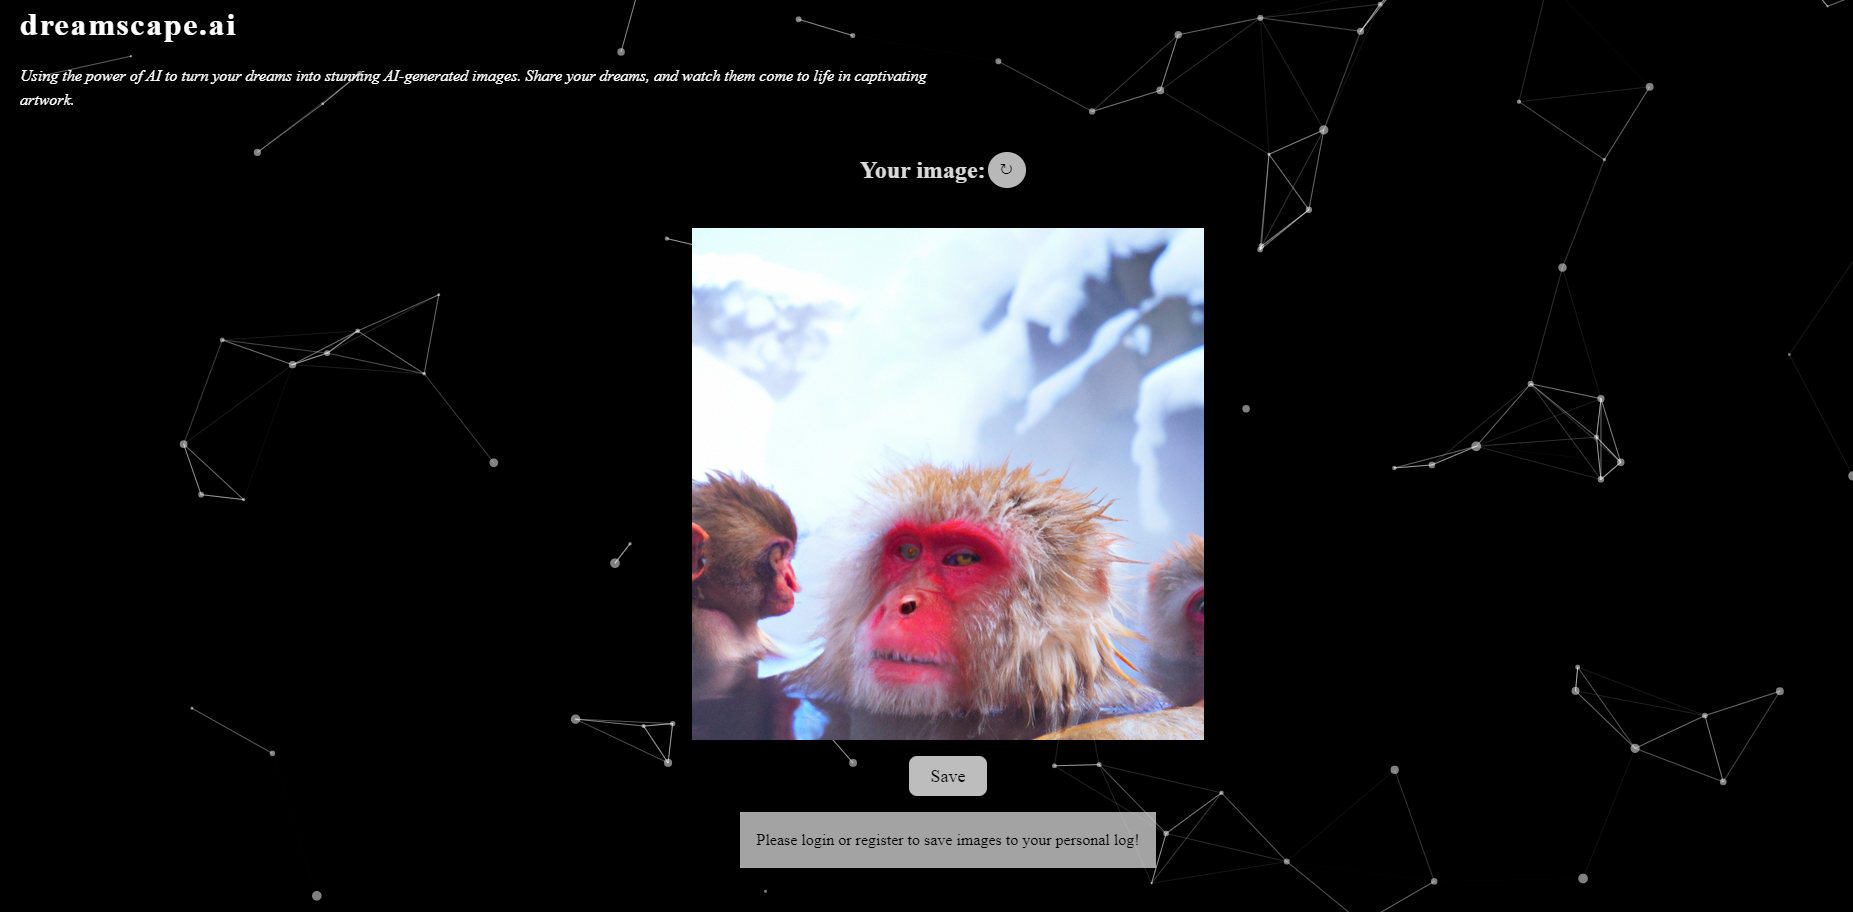 dreamscape.ai
Using the power of AI to turn your dreams into stunning AI-generated images. Share your dreams, and watch them come to life in captivating
artwork.
Your image: ↻
Save
Please login or register to save images to your personal log!